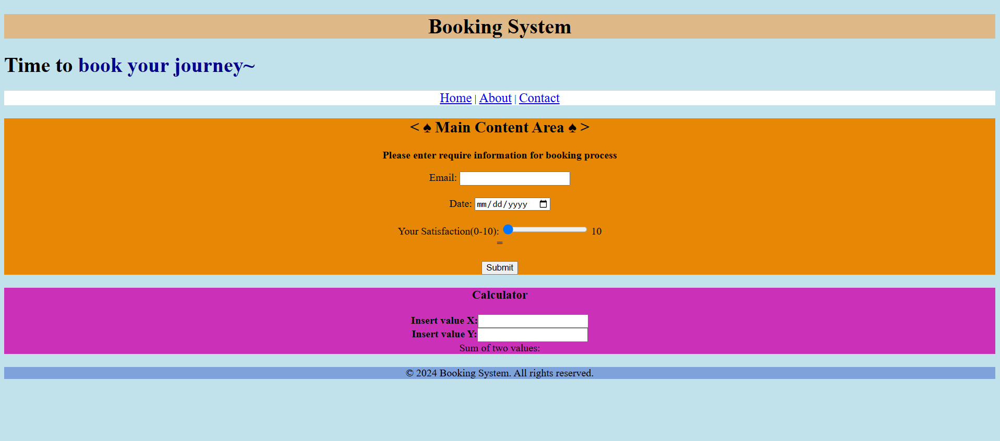 Booking System
Time to book your journey~
Home | About | Contact
< ♠ Main Content Area ♠ >
Please enter require information for booking process
Email:
Date: mm/dd/yyyy
Your Satisfaction(0-10): 10
=
Submit
Calculator
Insert value X:
Insert value Y:
Sum of two values:
© 2024 Booking System. All rights reserved.